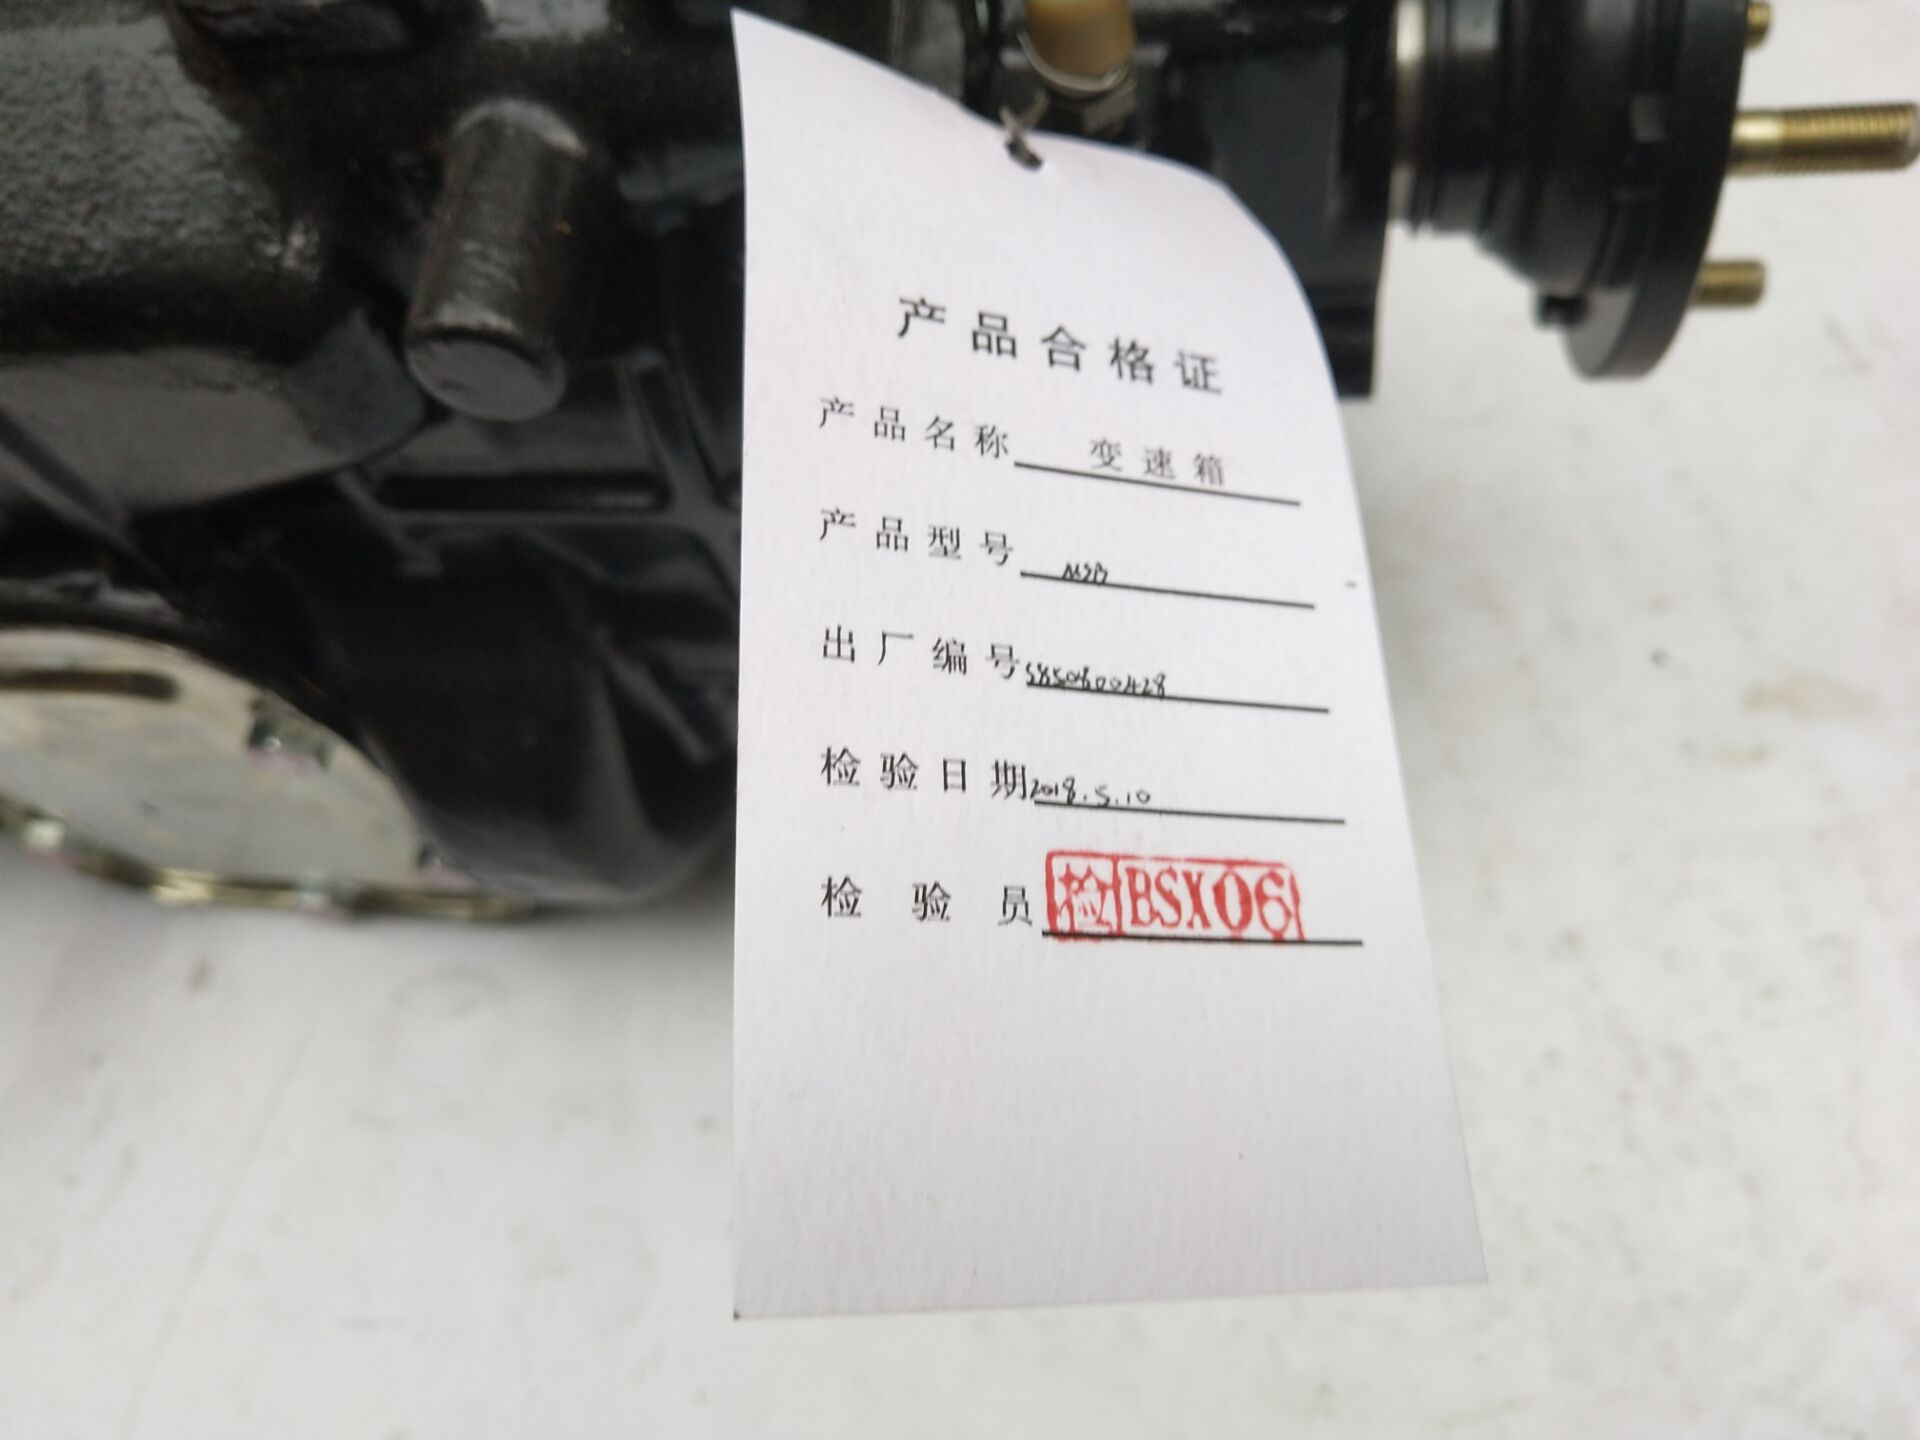 产品合格证
产品名称 变速箱
产品型号
出厂编号
检验日期 2018.5.10
检验员 检 BSX06